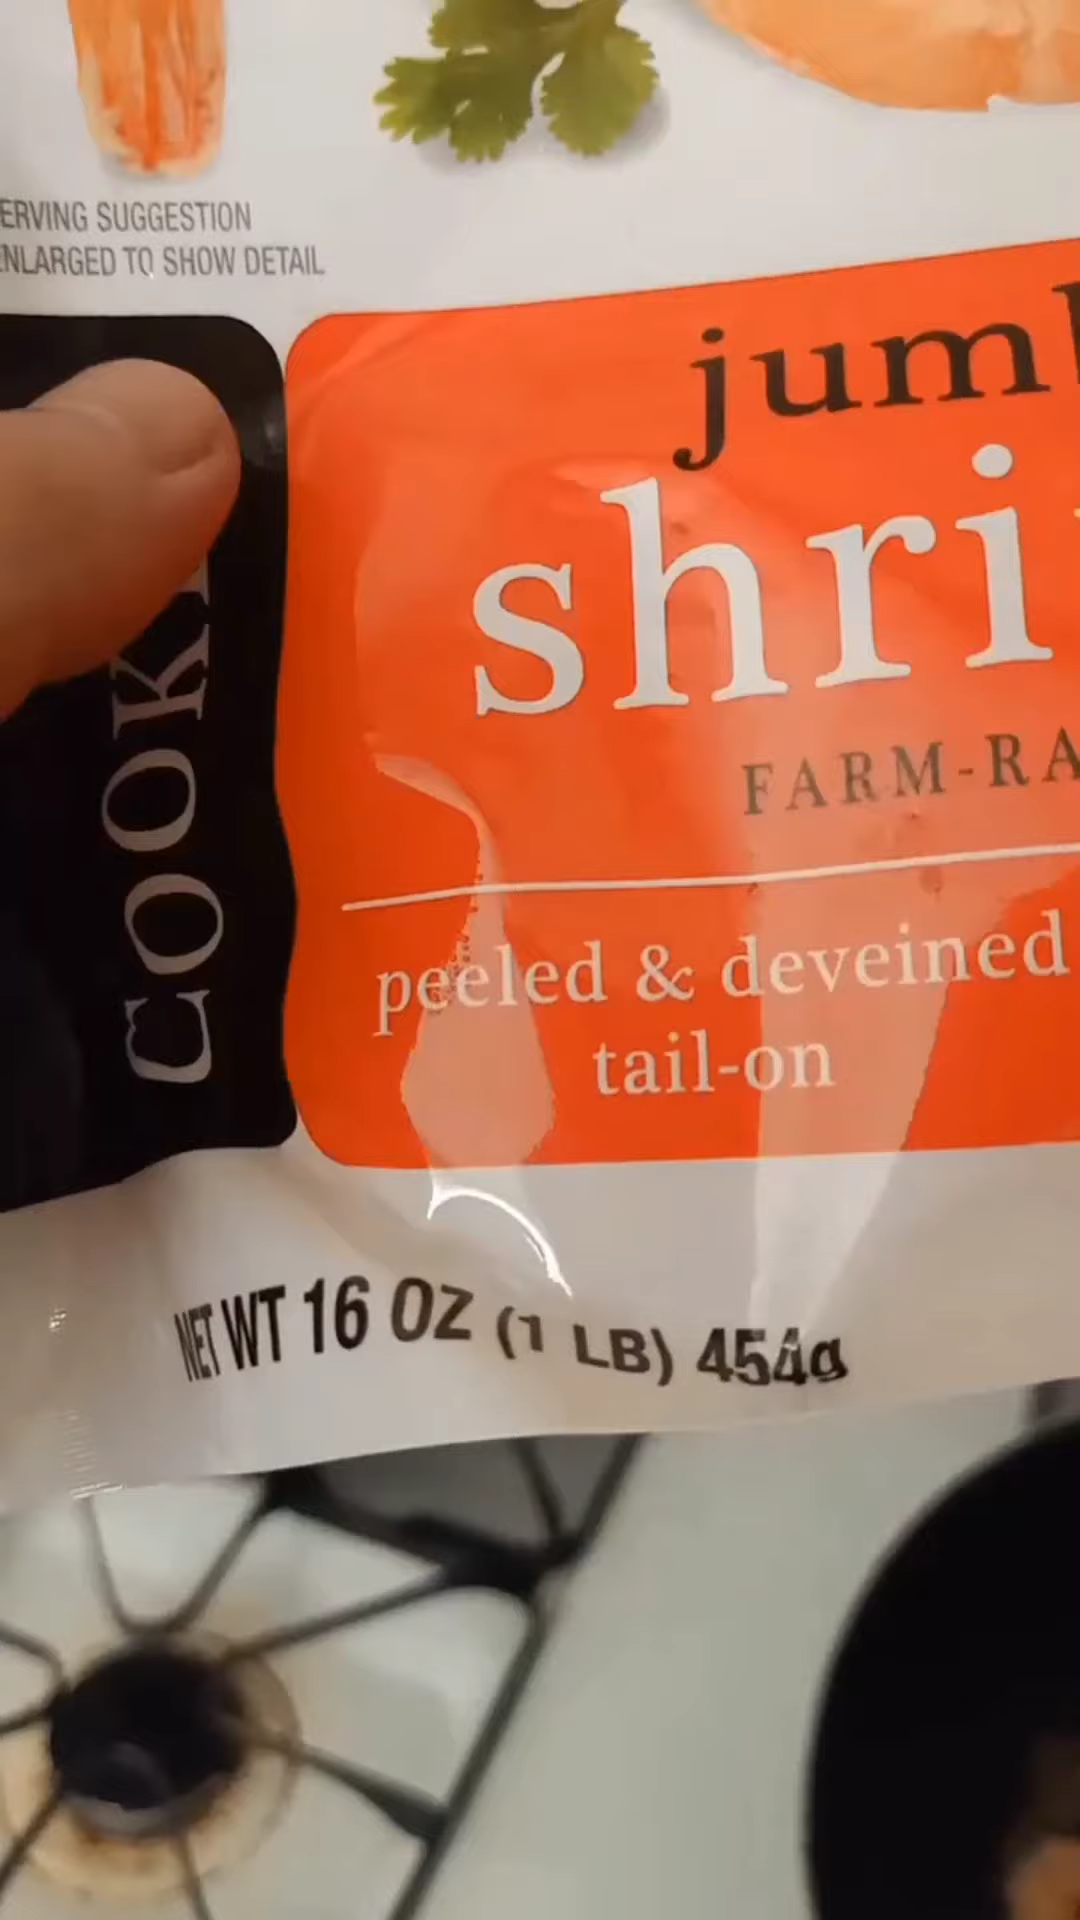 ERVING SUGGESTION
NLARGED TO SHOW DETAIL
jum
shri
FARM-RA
peeled & deveined
tail-on
COOK
NET WT 16 OZ (1 LB) 454g